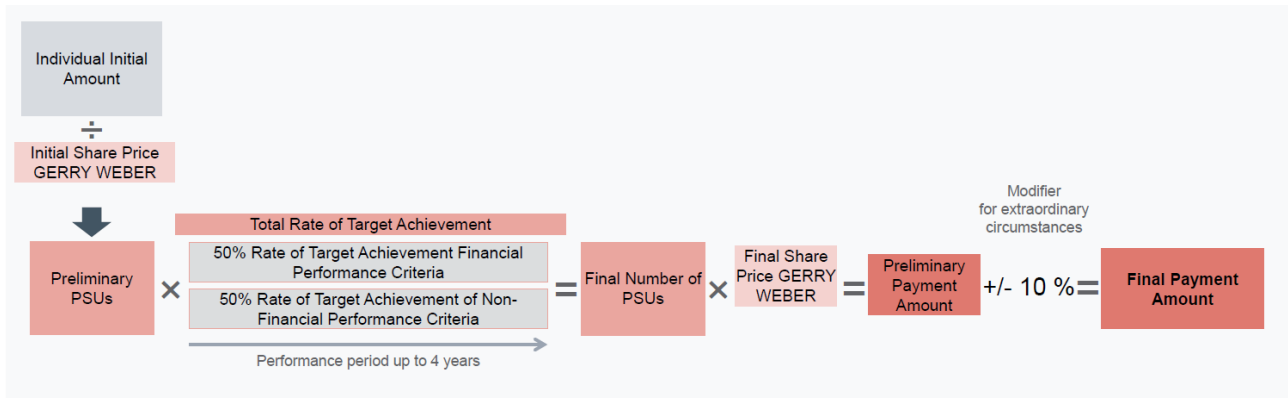 Individual Initial
Amount
÷
Initial Share Price
GERRY WEBER
Preliminary
PSUs
×
Total Rate of Target Achievement
50% Rate of Target Achievement Financial
Performance Criteria
50% Rate of Target Achievement of Non-
Financial Performance Criteria
Performance period up to 4 years
=
Final Number of
PSUs
×
Final Share
Price GERRY
WEBER
=
Preliminary
Payment
Amount
Modifier
for extraordinary
circumstances
+/- 10 %
=
Final Payment
Amount